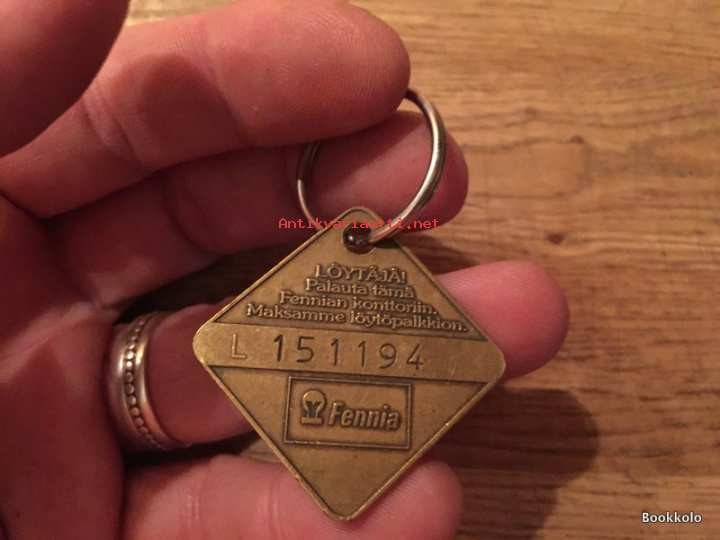 Antikvariaatti.net
LÖYTÄJÄ!
Palauta tämä
Fennian konttoriin.
Maksamme löytöpalkkion.
L 151194
Fennia
Bookkolo